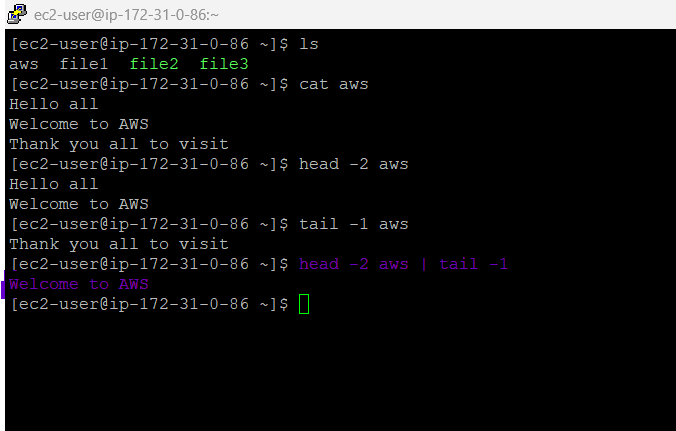 ec2-user@ip-172-31-0-86:~
[ec2-user@ip-172-31-0-86 ~]$ ls
aws  file1  file2  file3
[ec2-user@ip-172-31-0-86 ~]$ cat aws
Hello all
Welcome to AWS
Thank you all to visit
[ec2-user@ip-172-31-0-86 ~]$ head -2 aws
Hello all
Welcome to AWS
[ec2-user@ip-172-31-0-86 ~]$ tail -1 aws
Thank you all to visit
[ec2-user@ip-172-31-0-86 ~]$ head -2 aws | tail -1
Welcome to AWS
[ec2-user@ip-172-31-0-86 ~]$